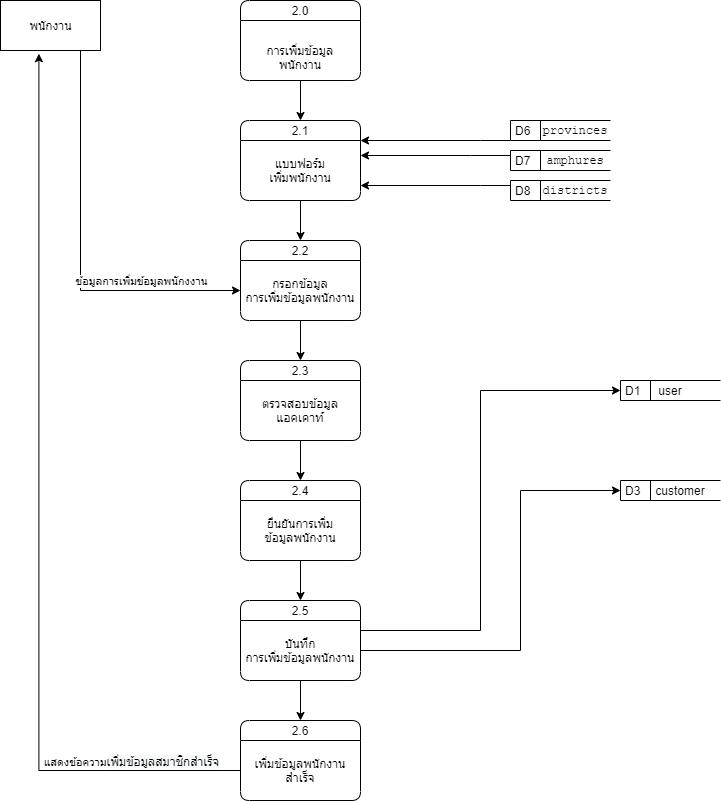 พนักงาน
2.0
การเพิ่มข้อมูล
พนักงาน
2.1
แบบฟอร์ม
เพิ่มพนักงาน
D6 provinces
D7 amphures
D8 districts
2.2
กรอกข้อมูล
การเพิ่มข้อมูลพนักงาน
ข้อมูลการเพิ่มข้อมูลพนักงงาน
2.3
ตรวจสอบข้อมูล
แอคเคาท์
D1 user
2.4
ยืนยันการเพิ่ม
ข้อมูลพนักงาน
D3 customer
2.5
บันทึก
การเพิ่มข้อมูลพนักงาน
2.6
เพิ่มข้อมูลพนักงาน
สำเร็จ
แสดงข้อความเพิ่มข้อมูลสมาชิกสำเร็จ